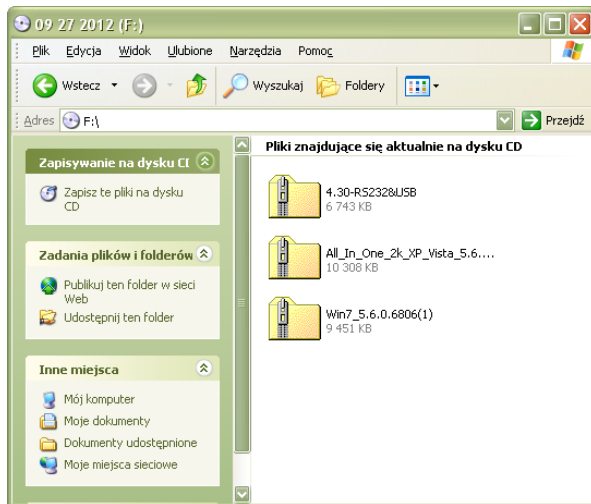 09 27 2012 (F:)
Plik Edycja Widok Ulubione Narzędzia Pomoc
Wstecz Wyszukaj Foldery
Adres F:\ Przejdź
Zapisywanie na dysku CD
Zapisz te pliki na dysku
CD
Zadania plików i folderów
Publikuj ten folder w sieci
Web
Udostępnij ten folder
Inne miejsca
Mój komputer
Moje dokumenty
Dokumenty udostępnione
Moje miejsca sieciowe
Pliki znajdujące się aktualnie na dysku CD
4.30-RS232&USB
6 743 KB
All_In_One_2k_XP_Vista_5.6....
10 308 KB
Win7_5.6.0.6806(1)
9 451 KB